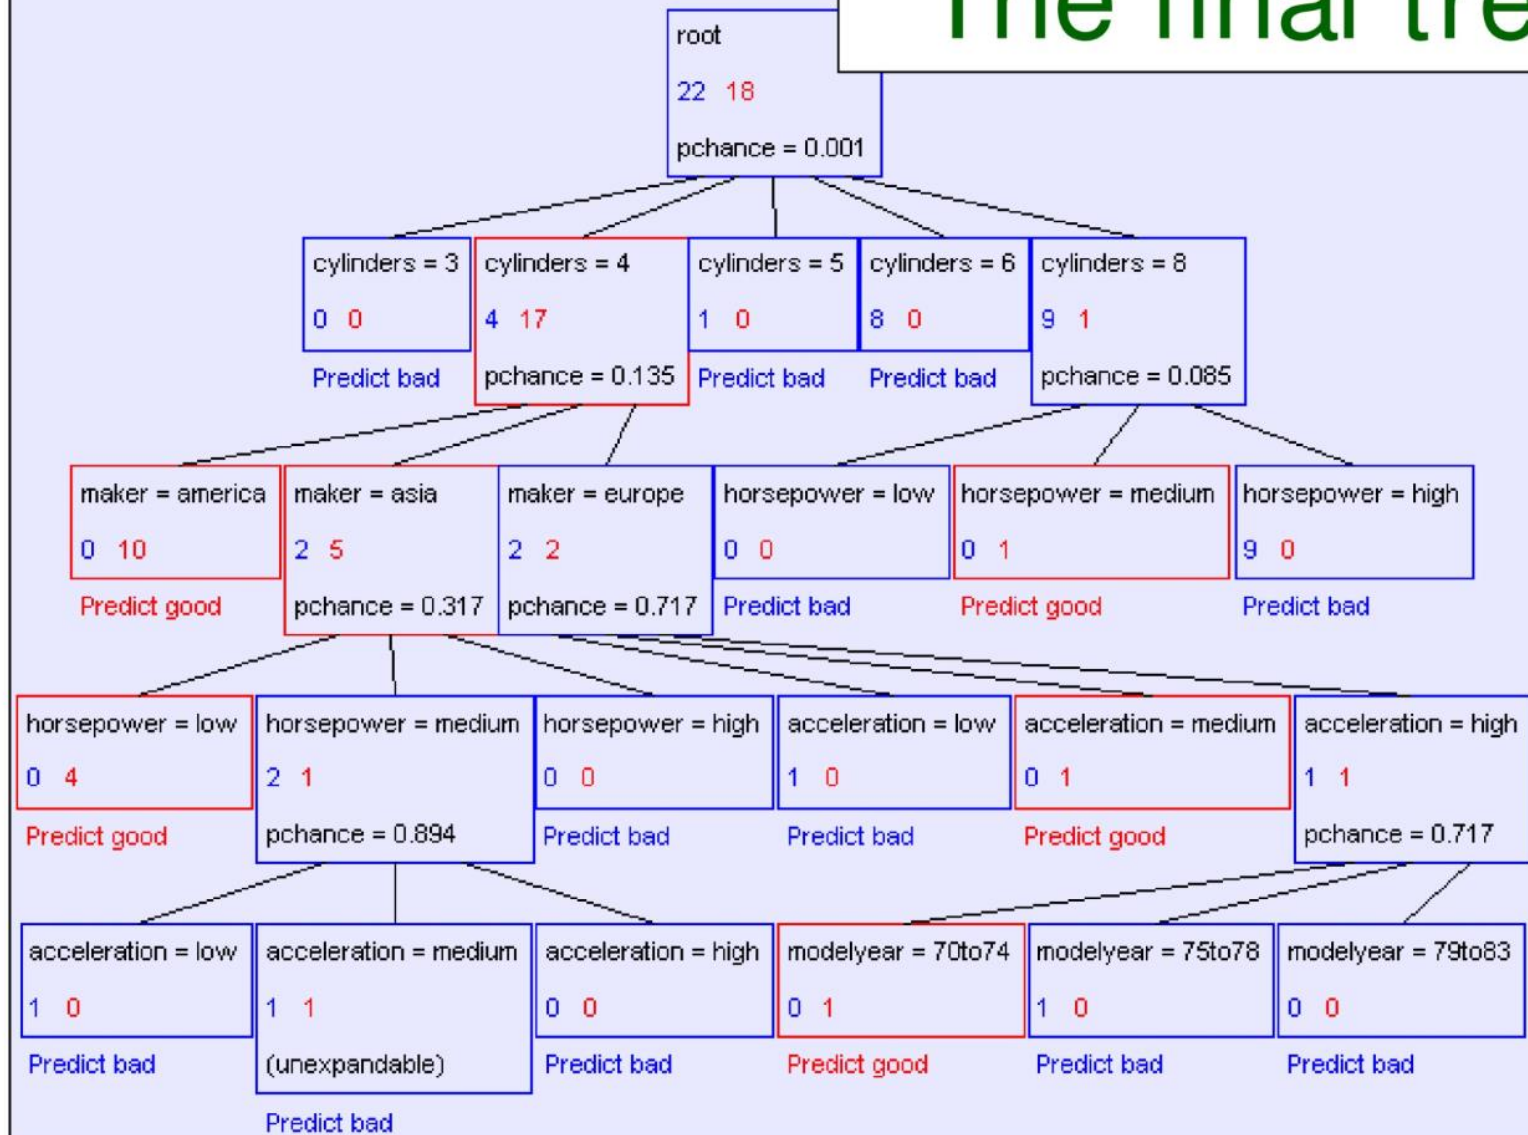 The final tre
root
22 18
pchance = 0.001
cylinders = 3 cylinders = 4 cylinders = 5 cylinders = 6 cylinders = 8
0 0 4 17 1 0 8 0 9 1
Predict bad pchance = 0.135 Predict bad Predict bad pchance = 0.085
maker = america maker = asia maker = europe horsepower = low horsepower = medium horsepower = high
0 10 2 5 2 2 0 0 0 1 9 0
Predict good pchance = 0.317 pchance = 0.717 Predict bad Predict good Predict bad
horsepower = low horsepower = medium horsepower = high acceleration = low acceleration = medium acceleration = high
0 4 2 1 0 0 1 0 0 1 1 1
Predict good pchance = 0.894 Predict bad Predict bad Predict good pchance = 0.717
acceleration = low acceleration = medium acceleration = high modelyear = 70to74 modelyear = 75to78 modelyear = 79to83
1 0 1 1 0 0 0 1 1 0 0 0
Predict bad (unexpandable) Predict bad Predict good Predict bad Predict bad
Predict bad